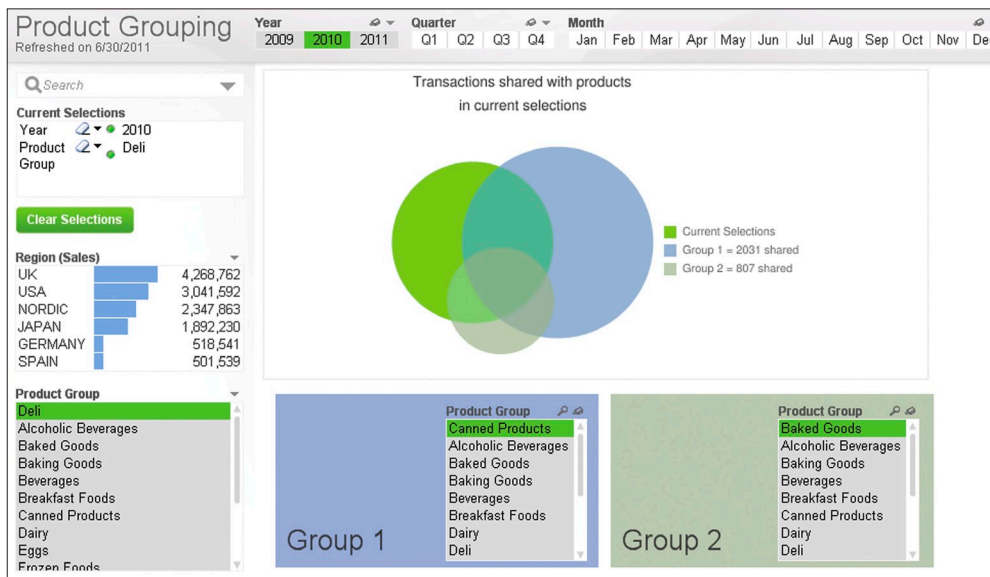 Product Grouping
Refreshed on 6/30/2011
Year
2009 2010 2011
Quarter
Q1 Q2 Q3 Q4
Month
Jan Feb Mar Apr May Jun Jul Aug Sep Oct Nov De
Search
Current Selections
Year 2010
Product Deli
Group
Clear Selections
Region (Sales)
UK 4,268,762
USA 3,041,592
NORDIC 2,347,863
JAPAN 1,892,230
GERMANY 518,541
SPAIN 501,539
Product Group
Deli
Alcoholic Beverages
Baked Goods
Baking Goods
Beverages
Breakfast Foods
Canned Products
Dairy
Eggs
Frozen Foods
Transactions shared with products
in current selections
Current Selections
Group 1 = 2031 shared
Group 2 = 807 shared
Group 1
Product Group
Canned Products
Alcoholic Beverages
Baked Goods
Baking Goods
Beverages
Breakfast Foods
Dairy
Deli
Group 2
Product Group
Baked Goods
Alcoholic Beverages
Baking Goods
Beverages
Breakfast Foods
Canned Products
Dairy
Deli